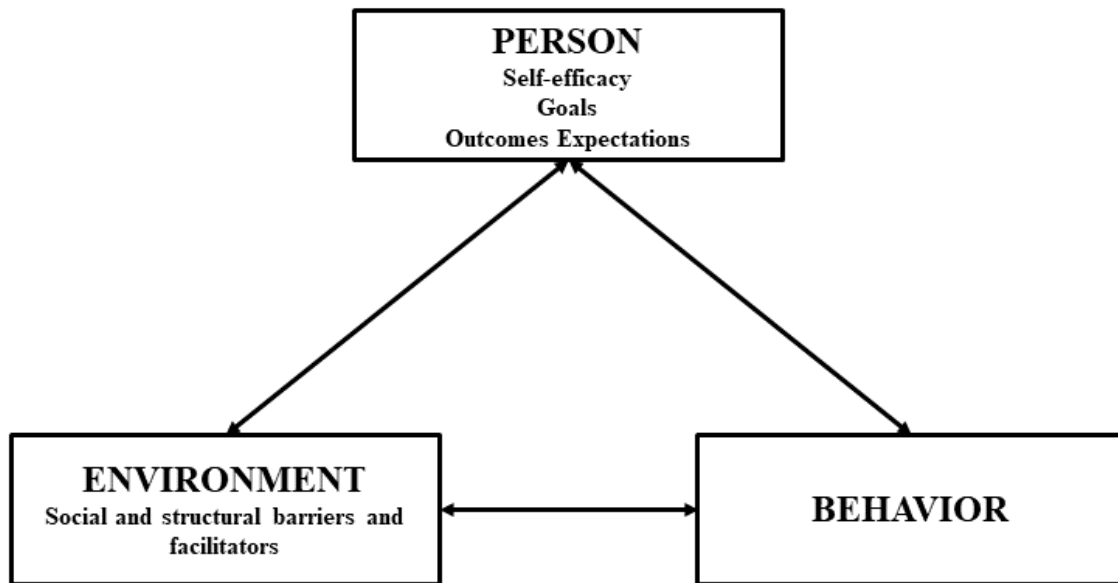 PERSON
Self-efficacy
Goals
Outcomes Expectations
ENVIRONMENT
Social and structural barriers and
facilitators
BEHAVIOR